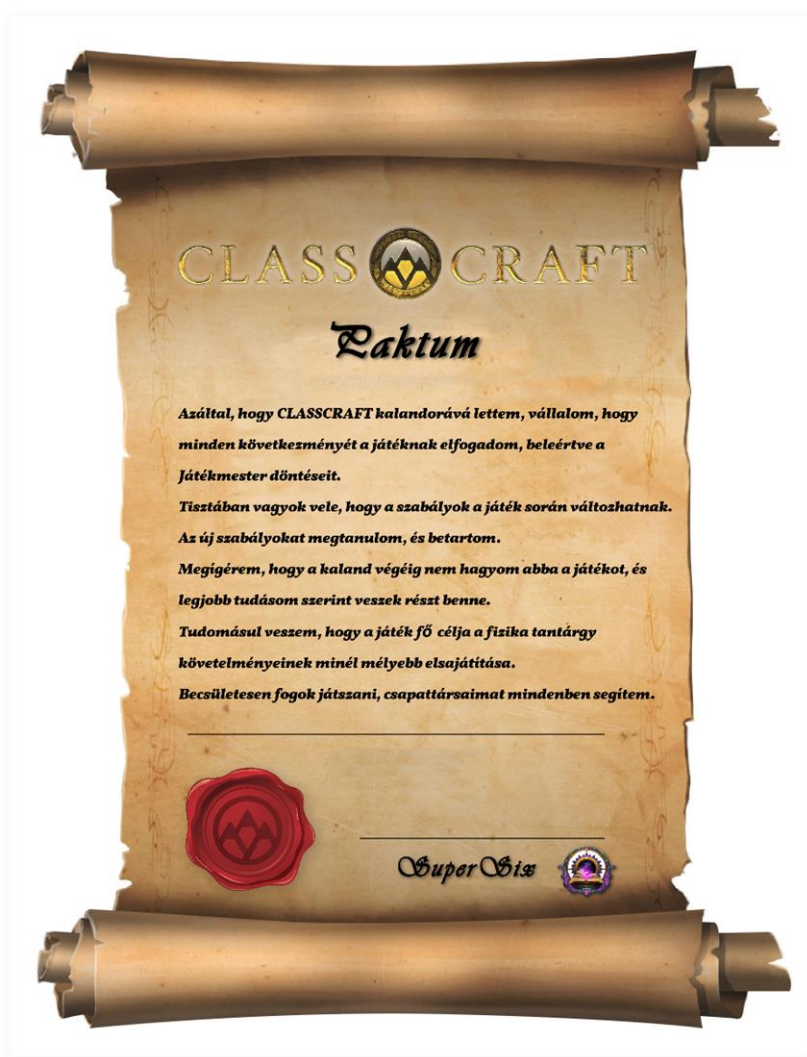 CLASSCRAFT
Paktum
Azáltal, hogy CLASSCRAFT kalandorává lettem, vállalom, hogy
minden következményét a játéknak elfogadom, beleértve a
Játékmester döntéseit.
Tisztában vagyok vele, hogy a szabályok a játék során változhatnak.
Az új szabályokat megtanulom, és betartom.
Megígérem, hogy a kaland végéig nem hagyom abba a játékot, és
legjobb tudásom szerint veszek részt benne.
Tudomásul veszem, hogy a játék fő célja a fizika tantárgy
követelményeinek minél mélyebb elsajátítása.
Becsületesen fogok játszani, csapattársaimat mindenben segítem.
Super Six